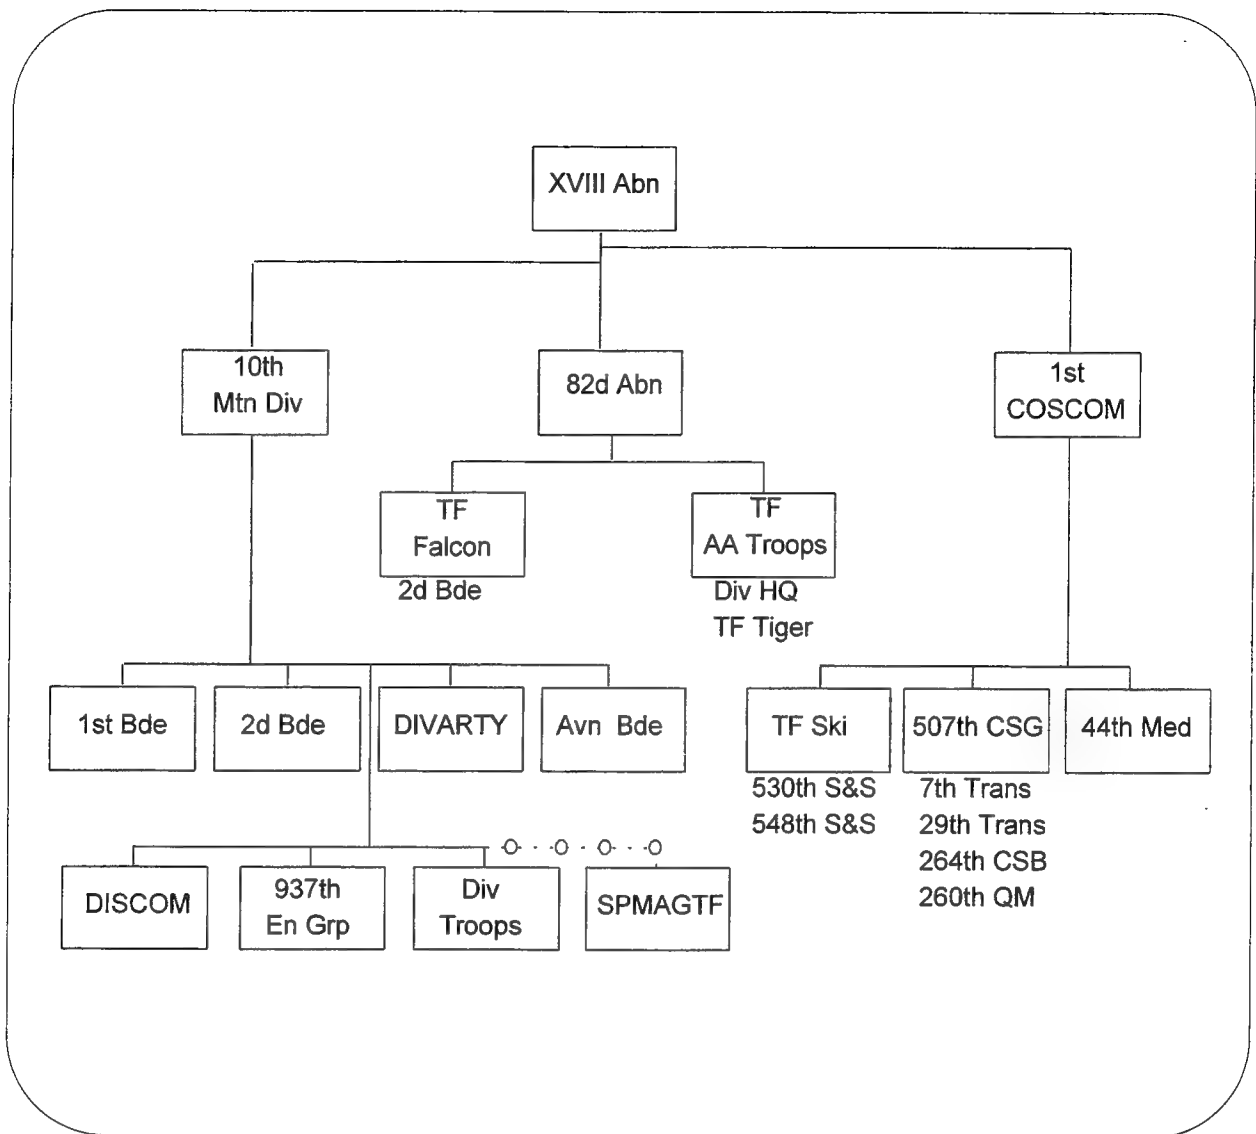 XVIII Abn
10th
Mtn Div
82d Abn
1st
COSCOM
TF
Falcon
2d Bde
TF
AA Troops
Div HQ
TF Tiger
1st Bde
2d Bde
DIVARTY
Avn Bde
TF Ski
530th S&S
548th S&S
507th CSG
7th Trans
29th Trans
264th CSB
260th QM
44th Med
DISCOM
937th
En Grp
Div
Troops
SPMAGTF